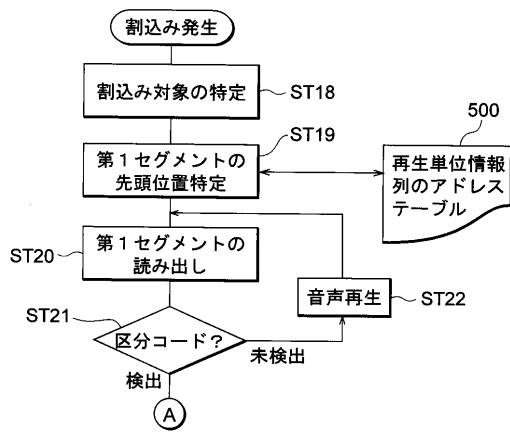 割込み発生
割込み対象の特定
ST18
ST19
第1セグメントの
先頭位置特定
500
再生単位情報
列のアドレス
テーブル
ST20
第1セグメントの
読み出し
音声再生
ST22
ST21
区分コード?
未検出
検出
A